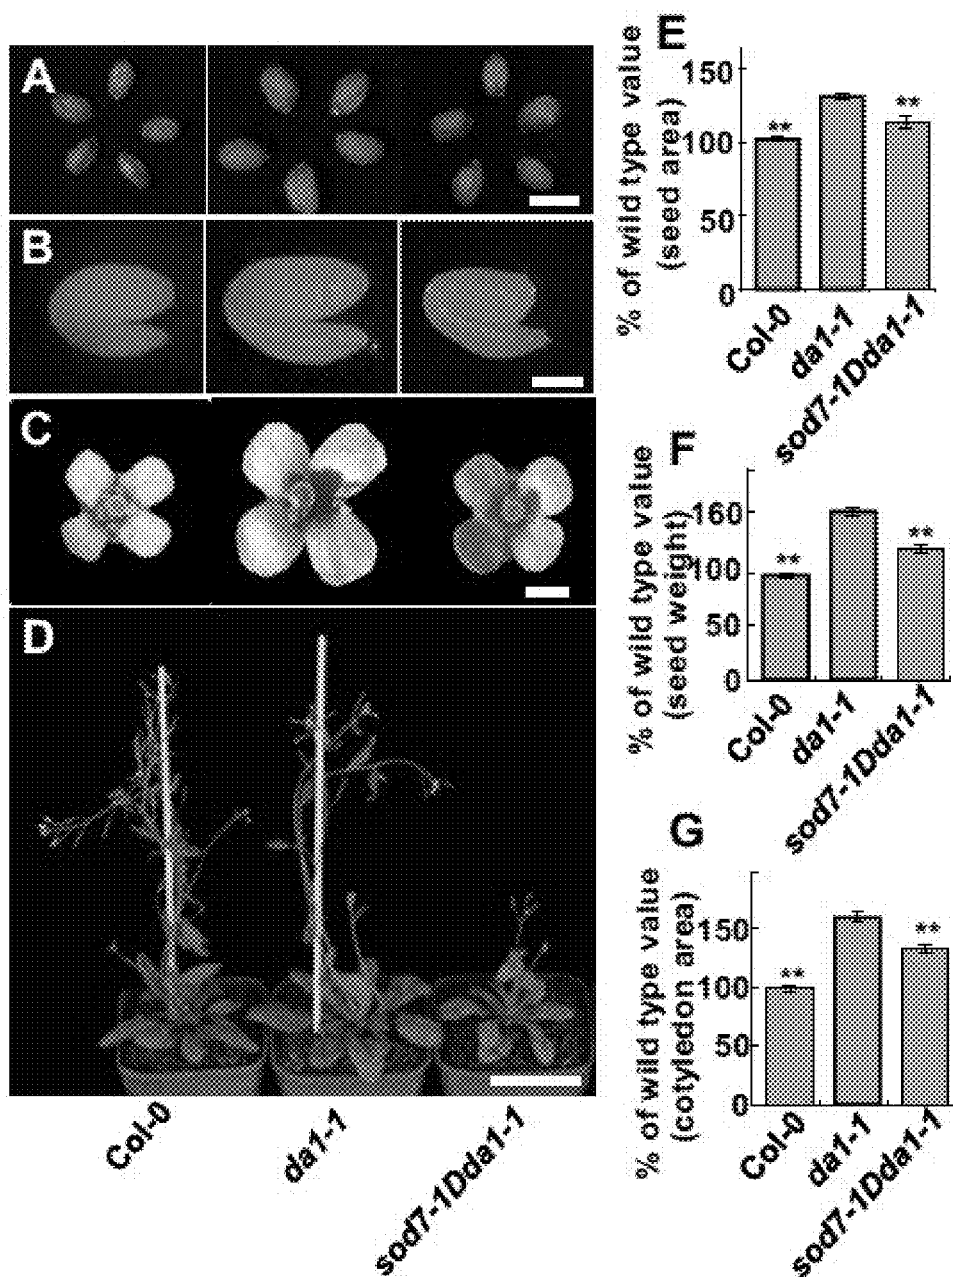 A
B
C
D
Col-0
da1-1
sod7-1Dda1-1
E
% of wild type value
(seed area)
150
100
50
0
**
**
Col-0
da1-1
sod7-1Dda1-1
F
% of wild type value
(seed weight)
160
100
50
0
**
**
Col-0
da1-1
sod7-1Dda1-1
G
% of wild type value
(cotyledon area)
150
100
50
0
**
**
Col-0
da1-1
sod7-1Dda1-1